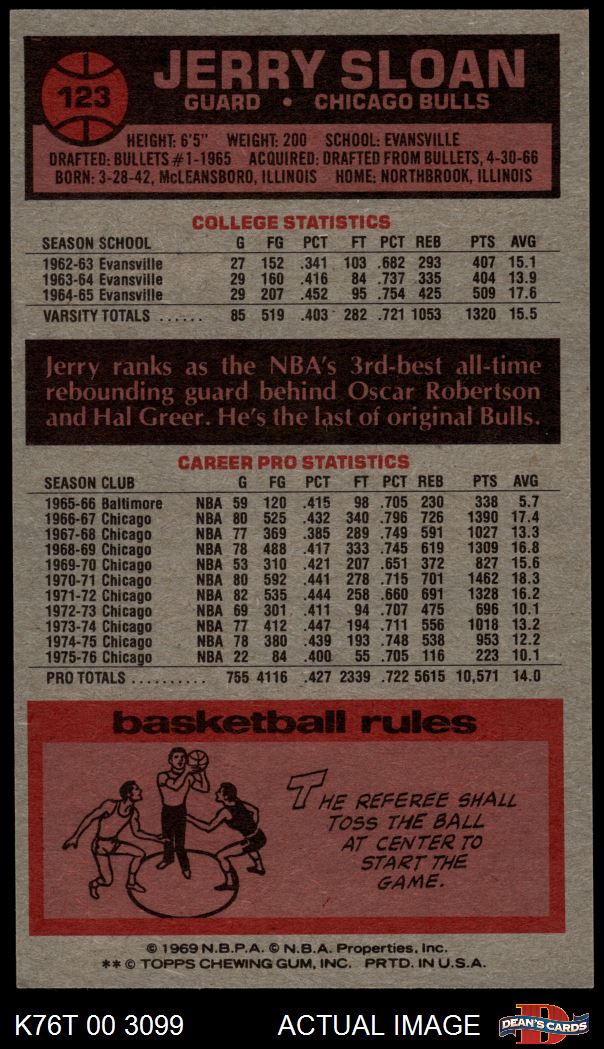 123
JERRY SLOAN
GUARD • CHICAGO BULLS
HEIGHT: 6'5" WEIGHT: 200 SCHOOL: EVANSVILLE
DRAFTED: BULLETS #1-1965 ACQUIRED: DRAFTED FROM BULLETS, 4-30-66
BORN: 3-28-42, McLEANSBORO, ILLINOIS HOME: NORTHBROOK, ILLINOIS
COLLEGE STATISTICS
SEASON SCHOOL G FG PCT FT PCT REB PTS AVG
1962-63 Evansville 27 152 .341 103 .682 293 407 15.1
1963-64 Evansville 29 160 .416 84 .737 335 404 13.9
1964-65 Evansville 29 207 .452 95 .754 425 509 17.6
VARSITY TOTALS ...... 85 519 .403 282 .721 1053 1320 15.5
Jerry ranks as the NBA's 3rd-best all-time
rebounding guard behind Oscar Robertson
and Hal Greer. He's the last of original Bulls.
CAREER PRO STATISTICS
SEASON CLUB G FG PCT FT PCT REB PTS AVG
1965-66 Baltimore NBA 59 120 .415 98 .705 230 338 5.7
1966-67 Chicago NBA 80 525 .432 340 .796 726 1390 17.4
1967-68 Chicago NBA 77 369 .385 289 .749 591 1027 13.3
1968-69 Chicago NBA 78 488 .417 333 .745 619 1309 16.8
1969-70 Chicago NBA 53 310 .421 207 .651 372 827 15.6
1970-71 Chicago NBA 80 592 .441 278 .715 701 1462 18.3
1971-72 Chicago NBA 82 535 .444 258 .660 691 1328 16.2
1972-73 Chicago NBA 69 301 .411 94 .707 475 696 10.1
1973-74 Chicago NBA 77 412 .447 194 .711 556 1018 13.2
1974-75 Chicago NBA 78 380 .439 193 .748 538 953 12.2
1975-76 Chicago NBA 22 84 .400 55 .705 116 223 10.1
PRO TOTALS .......... 755 4116 .427 2339 .722 5615 10,571 14.0
basketball rules
THE REFEREE SHALL
TOSS THE BALL
AT CENTER TO
START THE
GAME.
© 1969 N.B.P.A. © N.B.A. Properties, Inc.
** © TOPPS CHEWING GUM, INC. PRTD. IN U.S.A.
K76T 00 3099 ACTUAL IMAGE DEAN'S CARDS